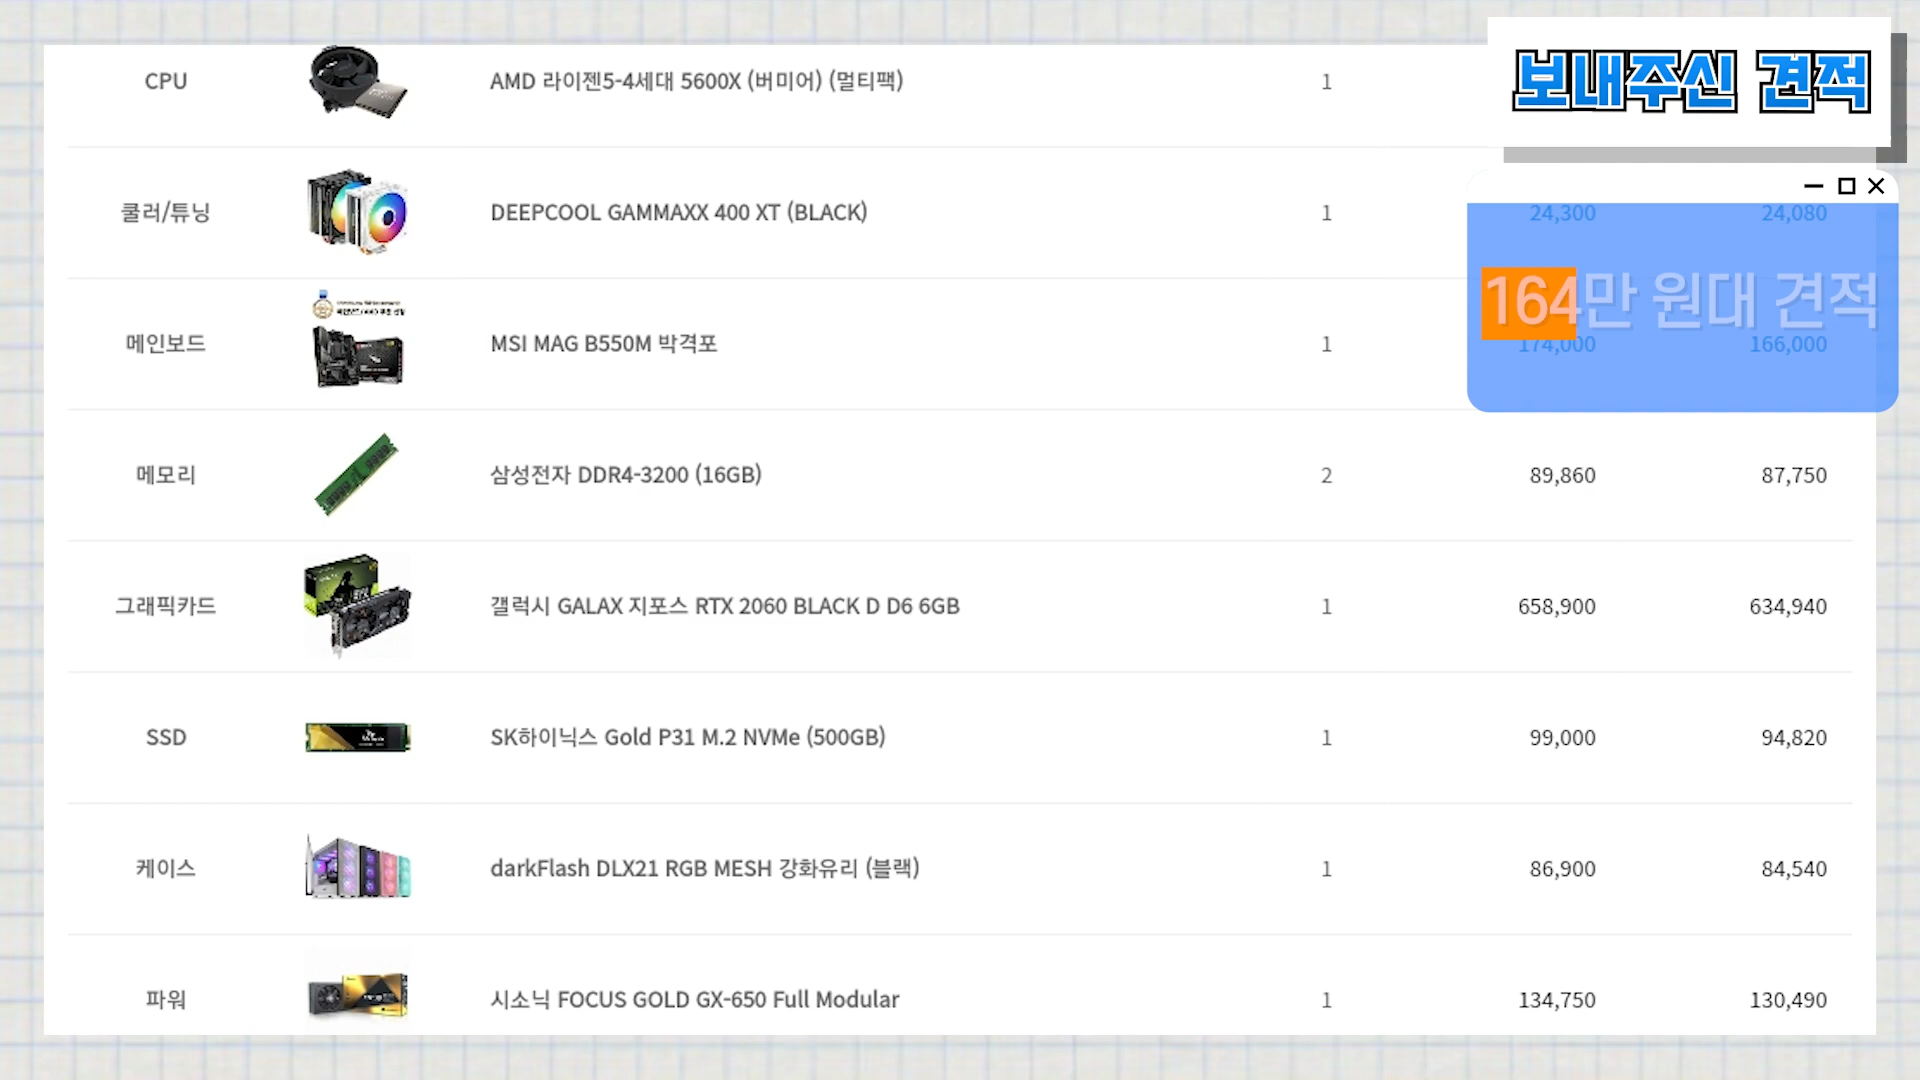 보내주신 견적
CPU AMD 라이젠5-4세대 5600X (버미어) (멀티팩) 1
쿨러/튜닝 DEEPCOOL GAMMAXX 400 XT (BLACK) 1 24,300 24,080
164만 원대 견적
메인보드 MSI MAG B550M 박격포 1 174,000 166,000
메모리 삼성전자 DDR4-3200 (16GB) 2 89,860 87,750
그래픽카드 갤럭시 GALAX 지포스 RTX 2060 BLACK D D6 6GB 1 658,900 634,940
SSD SK하이닉스 Gold P31 M.2 NVMe (500GB) 1 99,000 94,820
케이스 darkFlash DLX21 RGB MESH 강화유리 (블랙) 1 86,900 84,540
파워 시소닉 FOCUS GOLD GX-650 Full Modular 1 134,750 130,490